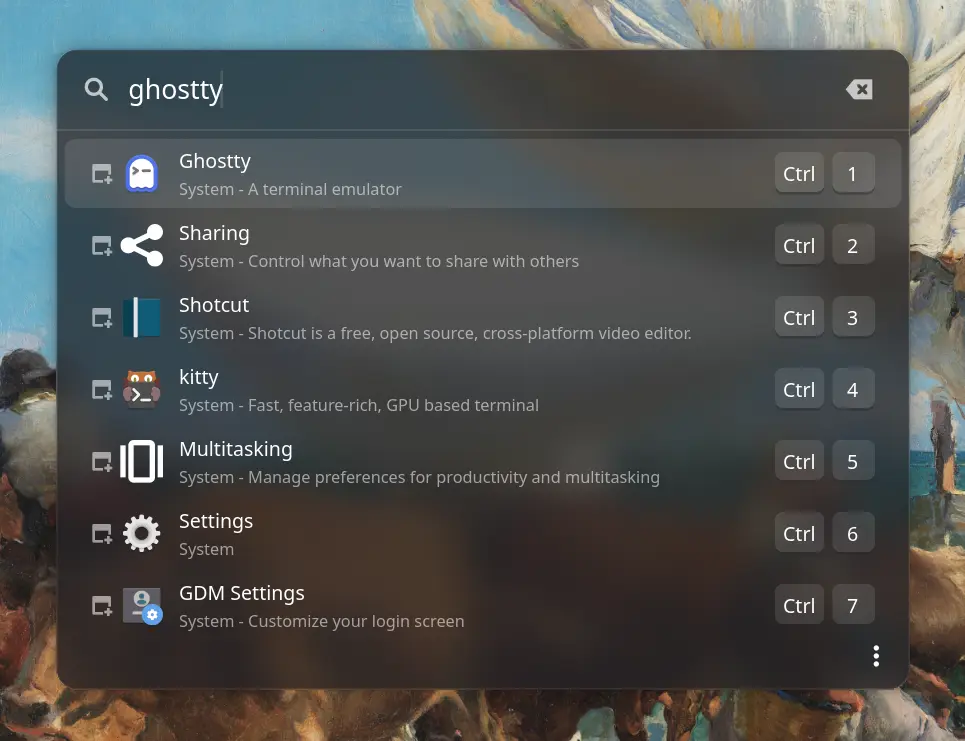 ghostty
Ghostty
System - A terminal emulator
Ctrl 1
Sharing
System - Control what you want to share with others
Ctrl 2
Shotcut
System - Shotcut is a free, open source, cross-platform video editor.
Ctrl 3
kitty
System - Fast, feature-rich, GPU based terminal
Ctrl 4
Multitasking
System - Manage preferences for productivity and multitasking
Ctrl 5
Settings
System
Ctrl 6
GDM Settings
System - Customize your login screen
Ctrl 7